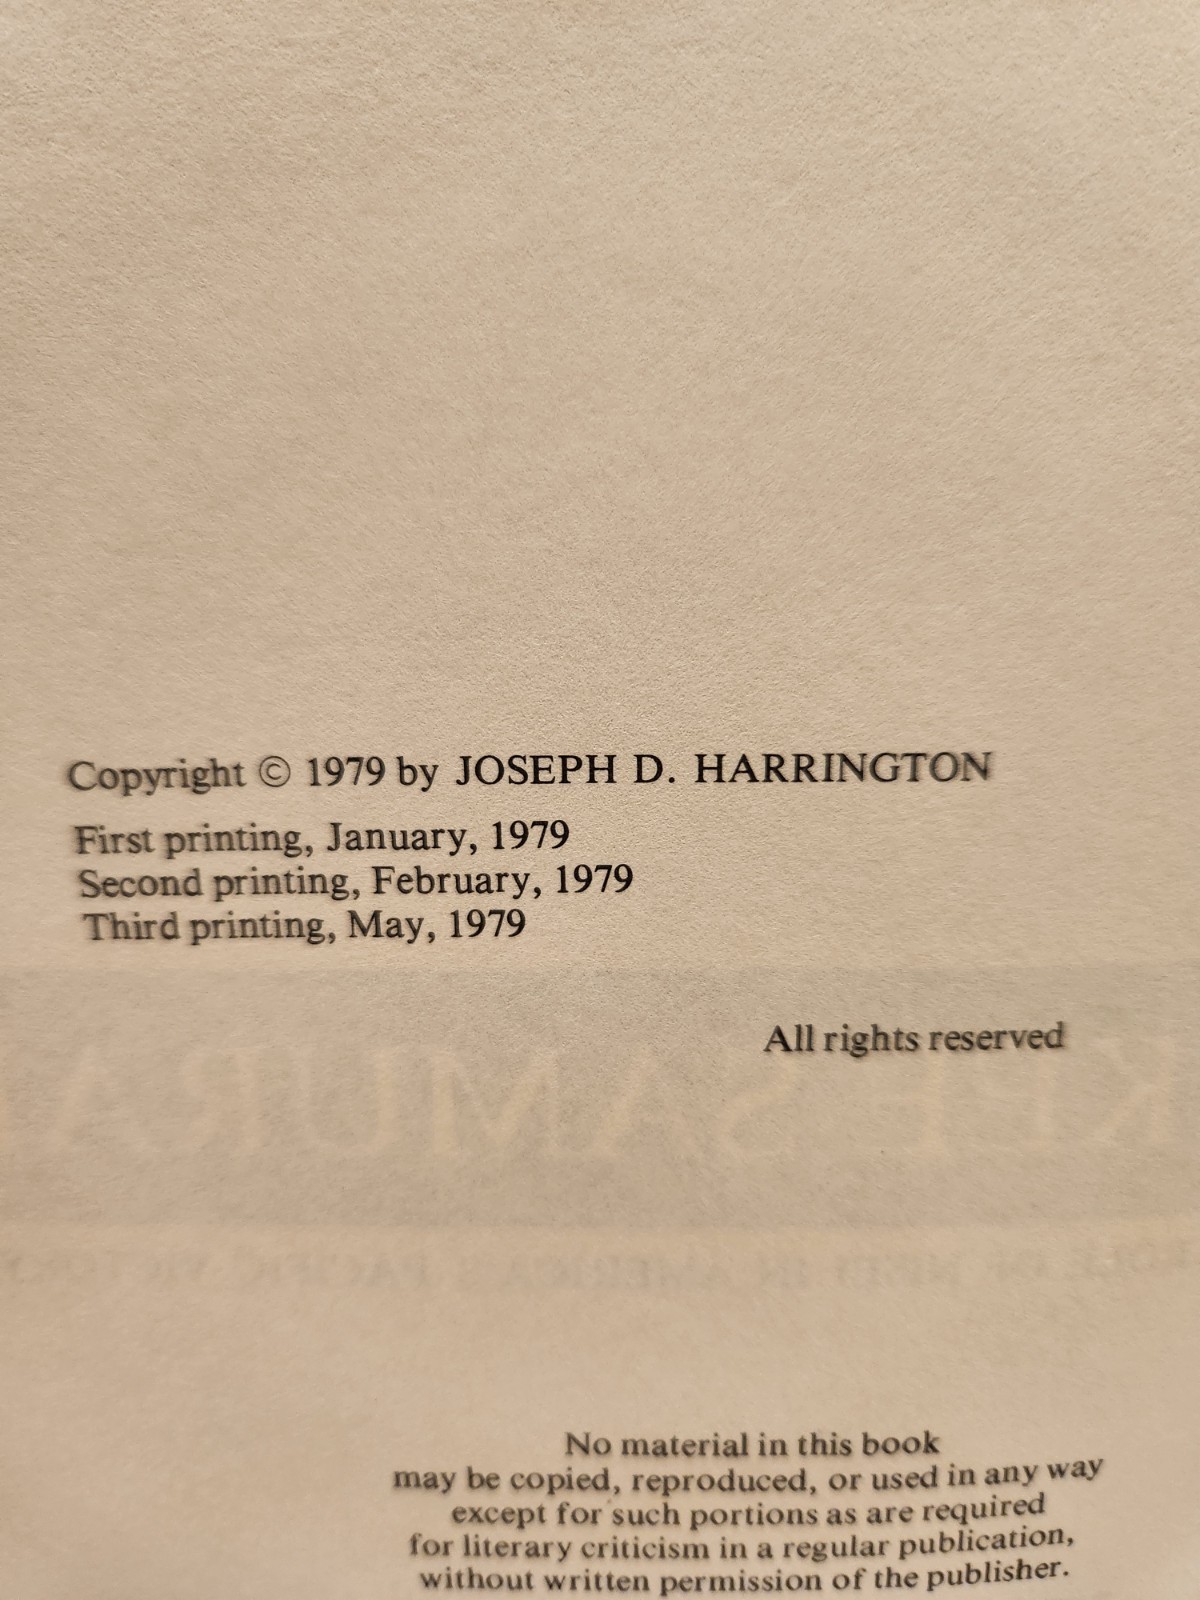 Copyright © 1979 by JOSEPH D. HARRINGTON
First printing, January, 1979
Second printing, February, 1979
Third printing, May, 1979
All rights reserved
No material in this book
may be copied, reproduced, or used in any way
except for such portions as are required
for literary criticism in a regular publication,
without written permission of the publisher.